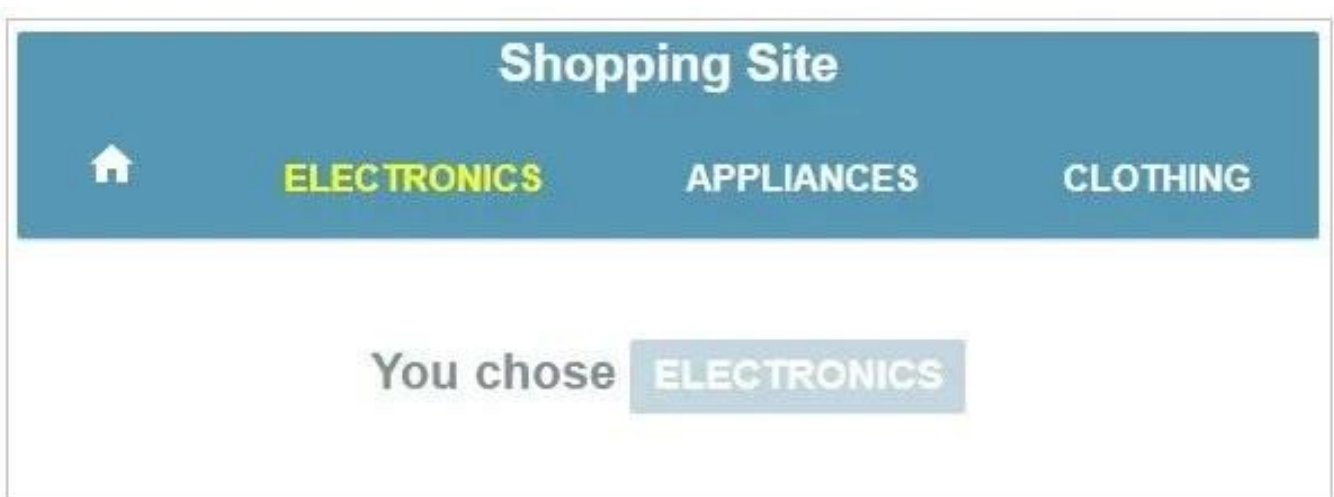 Shopping Site
ELECTRONICS APPLIANCES CLOTHING
You chose ELECTRONICS